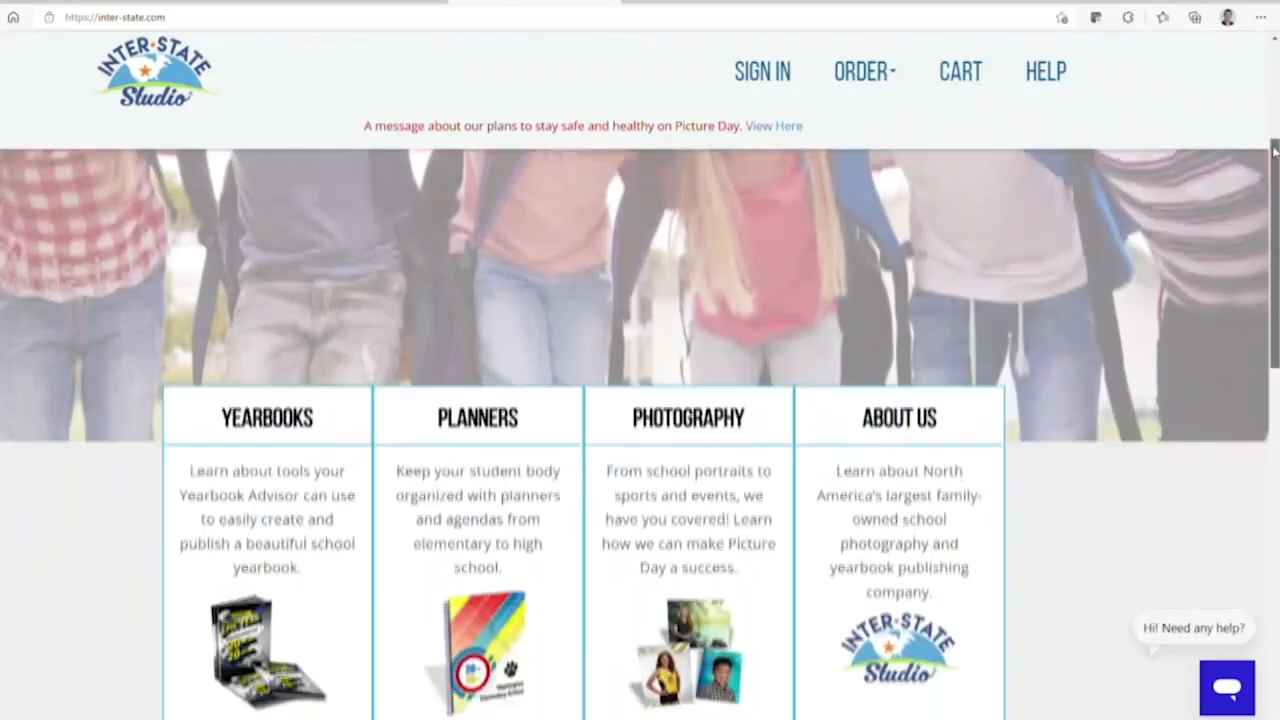 https://inter-state.com
INTER-STATE
Studio
SIGN IN
ORDER
CART
HELP
A message about our plans to stay safe and healthy on Picture Day. View Here
YEARBOOKS
Learn about tools your
Yearbook Advisor can use
to easily create and
publish a beautiful school
yearbook.
PLANNERS
Keep your student body
organized with planners
and agendas from
elementary to high
school.
PHOTOGRAPHY
From school portraits to
sports and events, we
have you covered! Learn
how we can make Picture
Day a success.
ABOUT US
Learn about North
America's largest family-
owned school
photography and
yearbook publishing
company.
INTER-STATE
Studio
Hi! Need any help?